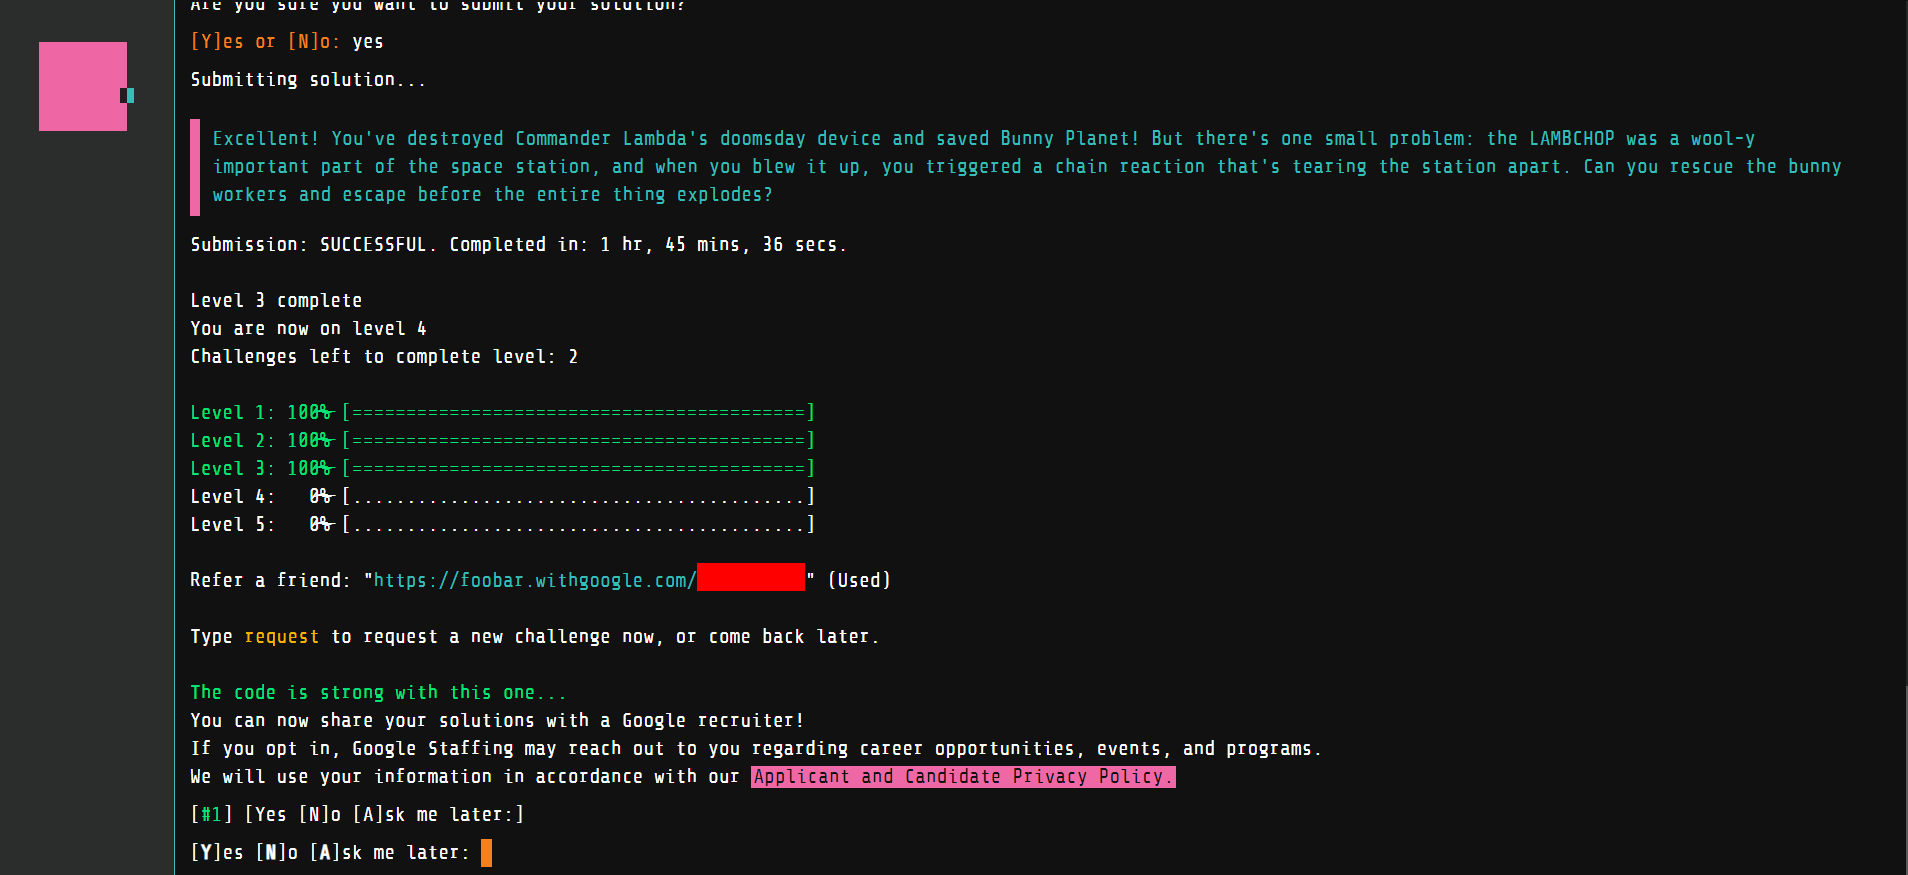 Are you sure you want to submit your solution?
[Y]es or [N]o: yes
Submitting solution...
Excellent! You've destroyed Commander Lambda's doomsday device and saved Bunny Planet! But there's one small problem: the LAMBCHOP was a wool-y
important part of the space station, and when you blew it up, you triggered a chain reaction that's tearing the station apart. Can you rescue the bunny
workers and escape before the entire thing explodes?
Submission: SUCCESSFUL. Completed in: 1 hr, 45 mins, 36 secs.
Level 3 complete
You are now on level 4
Challenges left to complete level: 2
Level 1: 100% [==========================================]
Level 2: 100% [==========================================]
Level 3: 100% [==========================================]
Level 4:   0% [..........................................]
Level 5:   0% [..........................................]
Refer a friend: "https://foobar.withgoogle.com/" (Used)
Type request to request a new challenge now, or come back later.
The code is strong with this one...
You can now share your solutions with a Google recruiter!
If you opt in, Google Staffing may reach out to you regarding career opportunities, events, and programs.
We will use your information in accordance with our Applicant and Candidate Privacy Policy.
[#1] [Yes [N]o [A]sk me later:]
[Y]es [N]o [A]sk me later: